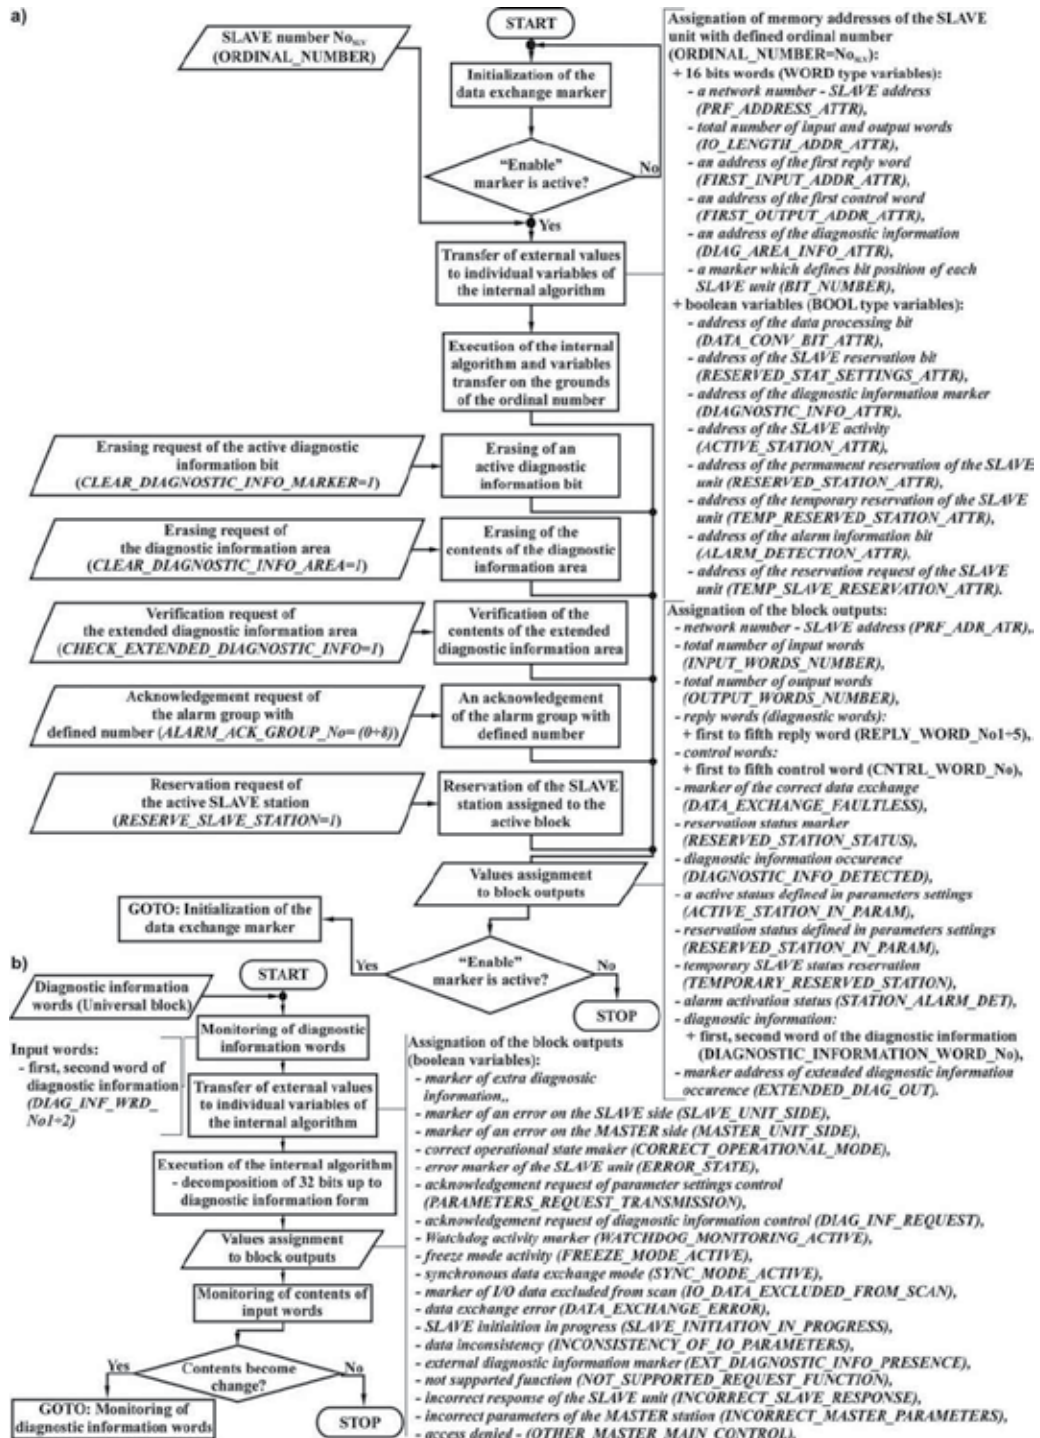 a)
START
SLAVE number No_SLV
(ORDINAL_NUMBER)
Initialization of the
data exchange marker
“Enable”
marker is active?
No
Yes
Transfer of external values
to individual variables of
the internal algorithm
Execution of the internal
algorithm and variables
transfer on the grounds
of the ordinal number
Erasing request of the active diagnostic
information bit
(CLEAR_DIAGNOSTIC_INFO_MARKER=1)
Erasing of an
active diagnostic
information bit
Erasing request of
the diagnostic information area
(CLEAR_DIAGNOSTIC_INFO_AREA=1)
Erasing of the
contents of the diagnostic
information area
Verification request of
the extended diagnostic information area
(CHECK_EXTENDED_DIAGNOSTIC_INFO=1)
Verification of the
contents of the extended
diagnostic information area
Acknowledgement request of
the alarm group with
defined number (ALARM_ACK_GROUP_No= (0÷8))
An acknowledgement
of the alarm group with
defined number
Reservation request of
the active SLAVE station
(RESERVE_SLAVE_STATION=1)
Reservation of the SLAVE
station assigned to the
active block
Values assignment
to block outputs
GOTO: Initialization of the
data exchange marker
Yes
“Enable”
marker is active?
No
STOP
Assignation of memory addresses of the SLAVE
unit with defined ordinal number
(ORDINAL_NUMBER=No_SLV):
+ 16 bits words (WORD type variables):
- a network number - SLAVE address
(PRF_ADDRESS_ATTR),
- total number of input and output words
(IO_LENGTH_ADDR_ATTR),
- an address of the first reply word
(FIRST_INPUT_ADDR_ATTR),
- an address of the first control word
(FIRST_OUTPUT_ADDR_ATTR),
- an address of the diagnostic information
(DIAG_AREA_INFO_ATTR),
- a marker which defines bit position of each
SLAVE unit (BIT_NUMBER),
+ boolean variables (BOOL type variables):
- address of the data processing bit
(DATA_CONV_BIT_ATTR),
- address of the SLAVE reservation bit
(RESERVED_STAT_SETTINGS_ATTR),
- address of the diagnostic information marker
(DIAGNOSTIC_INFO_ATTR),
- address of the SLAVE activity
(ACTIVE_STATION_ATTR),
- address of the permament reservation of the SLAVE
unit (RESERVED_STATION_ATTR),
- address of the temporary reservation of the SLAVE
unit (TEMP_RESERVED_STATION_ATTR),
- address of the alarm information bit
(ALARM_DETECTION_ATTR),
- address of the reservation request of the SLAVE
unit (TEMP_SLAVE_RESERVATION_ATTR).
Assignation of the block outputs:
- network number - SLAVE address (PRF_ADR_ATR),.
- total number of input words
(INPUT_WORDS_NUMBER),
- total number of output words
(OUTPUT_WORDS_NUMBER),
- reply words (diagnostic words):
+ first to fifth reply word (REPLY_WORD_No1÷5),
- control words:
+ first to fifth control word (CNTRL_WORD_No),
- marker of the correct data exchange
(DATA_EXCHANGE_FAULTLESS),
- reservation status marker
(RESERVED_STATION_STATUS),
- diagnostic information occurence
(DIAGNOSTIC_INFO_DETECTED),
- a active status defined in parameters settings
(ACTIVE_STATION_IN_PARAM),
- reservation status defined in parameters settings
(RESERVED_STATION_IN_PARAM),
- temporary SLAVE status reservation
(TEMPORARY_RESERVED_STATION),
- alarm activation status (STATION_ALARM_DET),
- diagnostic information:
+ first, second word of the diagnostic information
(DIAGNOSTIC_INFORMATION_WORD_No),
- marker address of extended diagnostic information
occurence (EXTENDED_DIAG_OUT).
b)
START
Diagnostic information
words (Universal block)
Monitoring of diagnostic
information words
Input words:
- first, second word of
diagnostic information
(DIAG_INF_WRD_
No1÷2)
Transfer of external values
to individual variables of
the internal algorithm
Execution of the internal algorithm
- decomposition of 32 bits up to
diagnostic information form
Values assignment
to block outputs
Monitoring of contents of
input words
Yes
Contents become
change?
No
GOTO: Monitoring of
diagnostic information words
STOP
Assignation of the block outputs
(boolean variables):
- marker of extra diagnostic
information,,
- marker of an error on the SLAVE side (SLAVE_UNIT_SIDE),
- marker of an error on the MASTER side (MASTER_UNIT_SIDE),
- correct operational state maker (CORRECT_OPERATIONAL_MODE),
- error marker of the SLAVE unit (ERROR_STATE),
- acknowledgement request of parameter settings control
(PARAMETERS_REQUEST_TRANSMISSION),
- acknowledgement request of diagnostic information control (DIAG_INF_REQUEST),
- Watchdog activity marker (WATCHDOG_MONITORING_ACTIVE),
- freeze mode activity (FREEZE_MODE_ACTIVE),
- synchronous data exchange mode (SYNC_MODE_ACTIVE),
- marker of I/O data excluded from scan (IO_DATA_EXCLUDED_FROM_SCAN),
- data exchange error (DATA_EXCHANGE_ERROR),
- SLAVE initiaition in progress (SLAVE_INITIATION_IN_PROGRESS),
- data inconsistency (INCONSISTENCY_OF_IO_PARAMETERS),
- external diagnostic information marker (EXT_DIAGNOSTIC_INFO_PRESENCE),
- not supported function (NOT_SUPPORTED_REQUEST_FUNCTION),
- incorrect response of the SLAVE unit (INCORRECT_SLAVE_RESPONSE),
- incorrect parameters of the MASTER station (INCORRECT_MASTER_PARAMETERS),
- access denied - (OTHER_MASTER_MAIN_CONTROL).